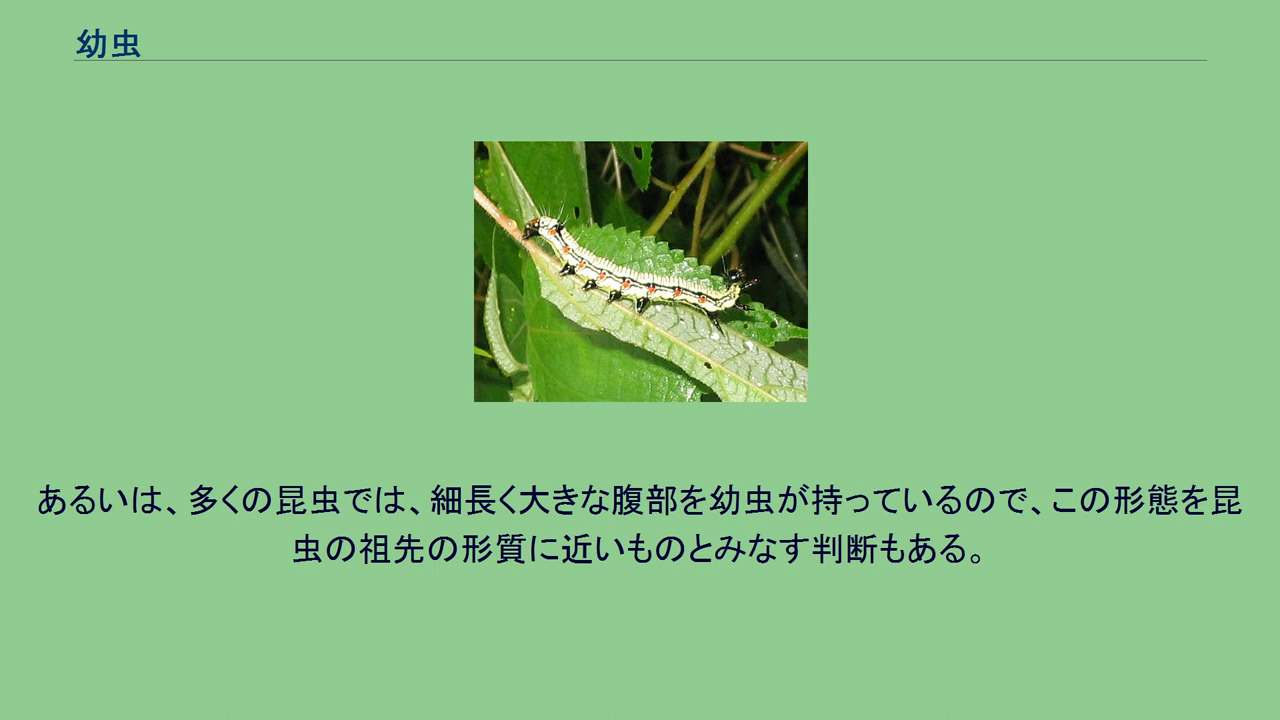 幼虫
あるいは、多くの昆虫では、細長く大きな腹部を幼虫が持っているので、この形態を昆
虫の祖先の形質に近いものとみなす判断もある。